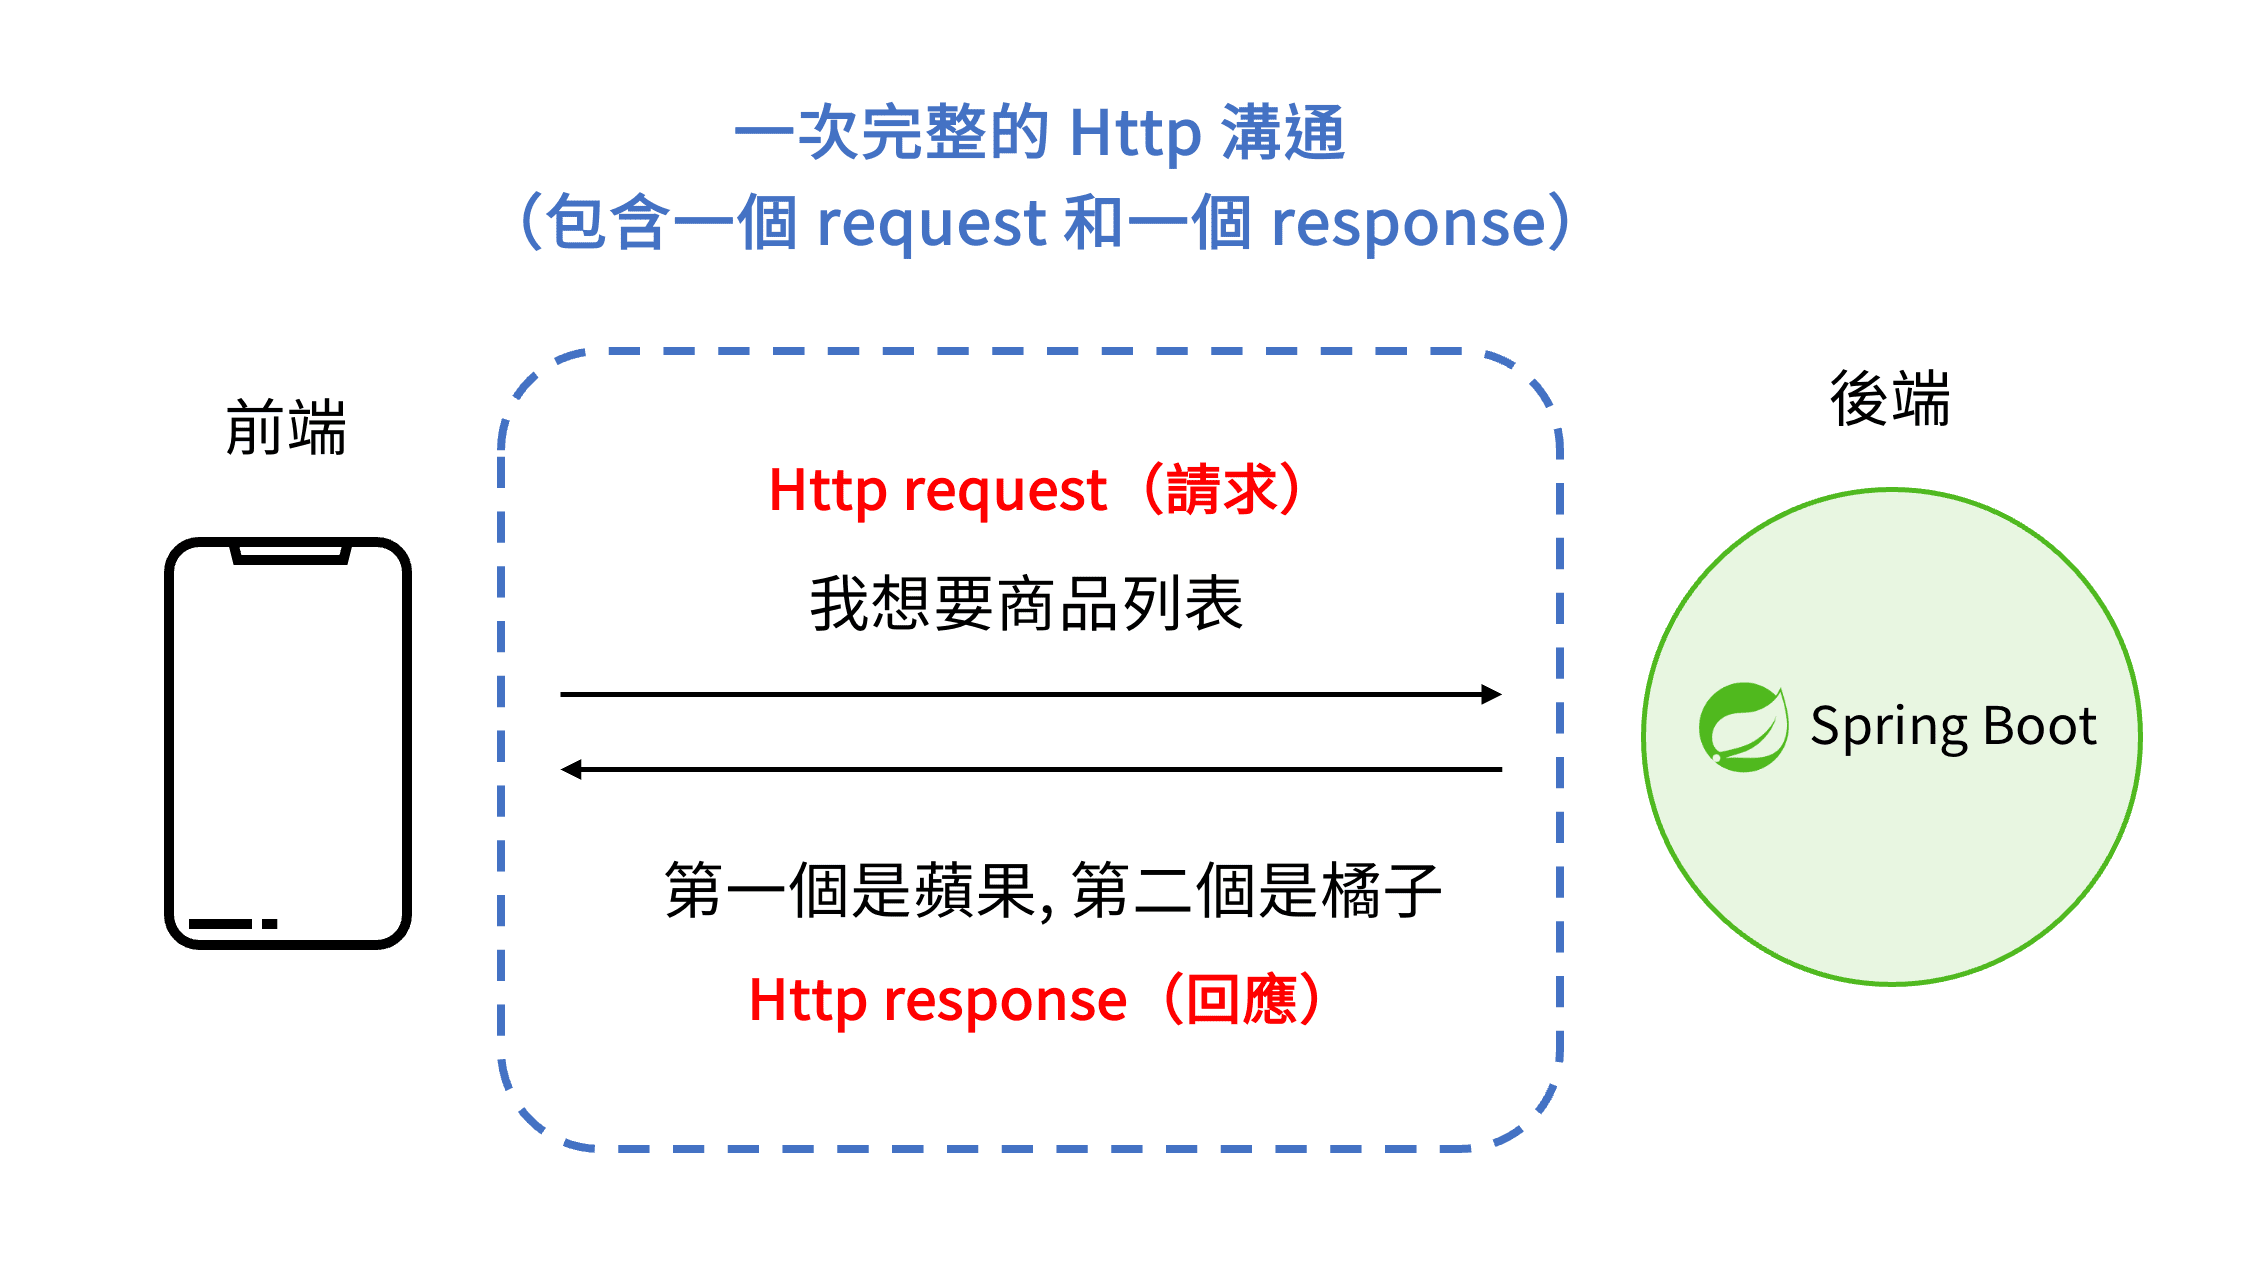 一次完整的 Http 溝通
（包含一個 request 和一個 response）
前端
後端
Http request（請求）
我想要商品列表
Spring Boot
第一個是蘋果, 第二個是橘子
Http response（回應）